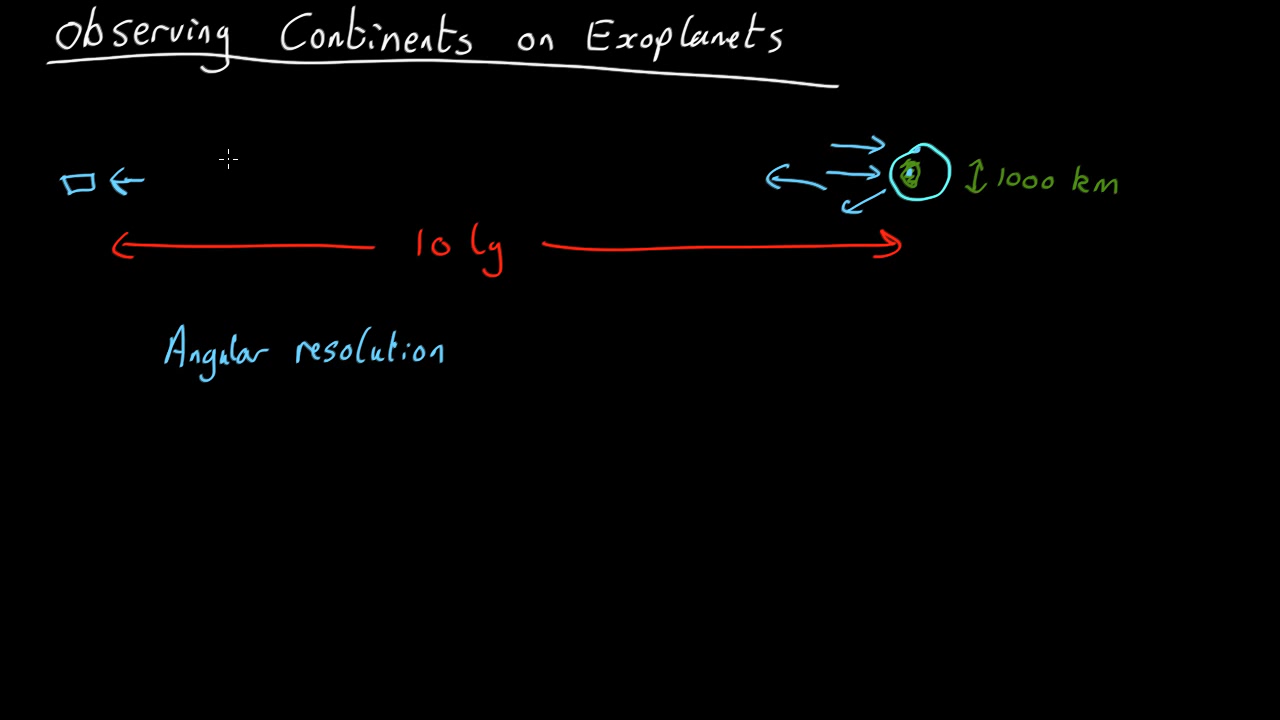 Observing Continents on Exoplanets
1000 km
10 ly
Angular resolution